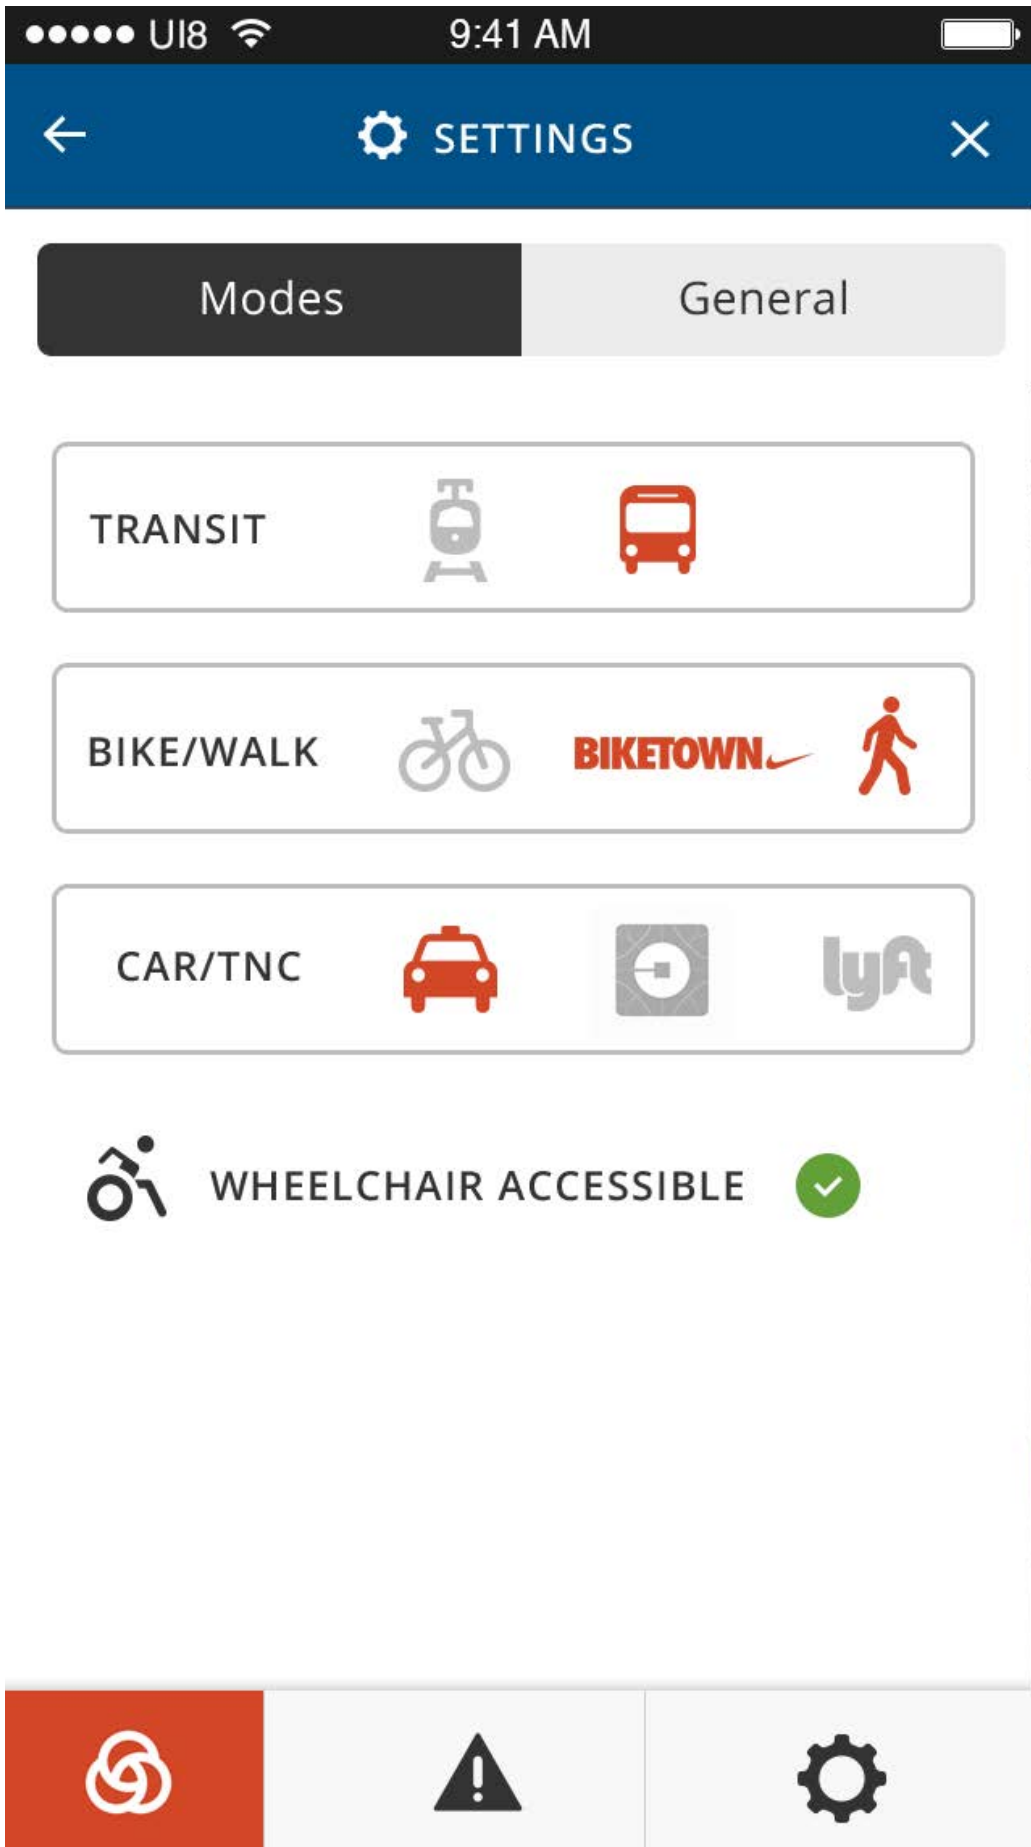 UI8 9:41 AM
SETTINGS
Modes General
TRANSIT
BIKE/WALK BIKETOWN
CAR/TNC lyft
WHEELCHAIR ACCESSIBLE